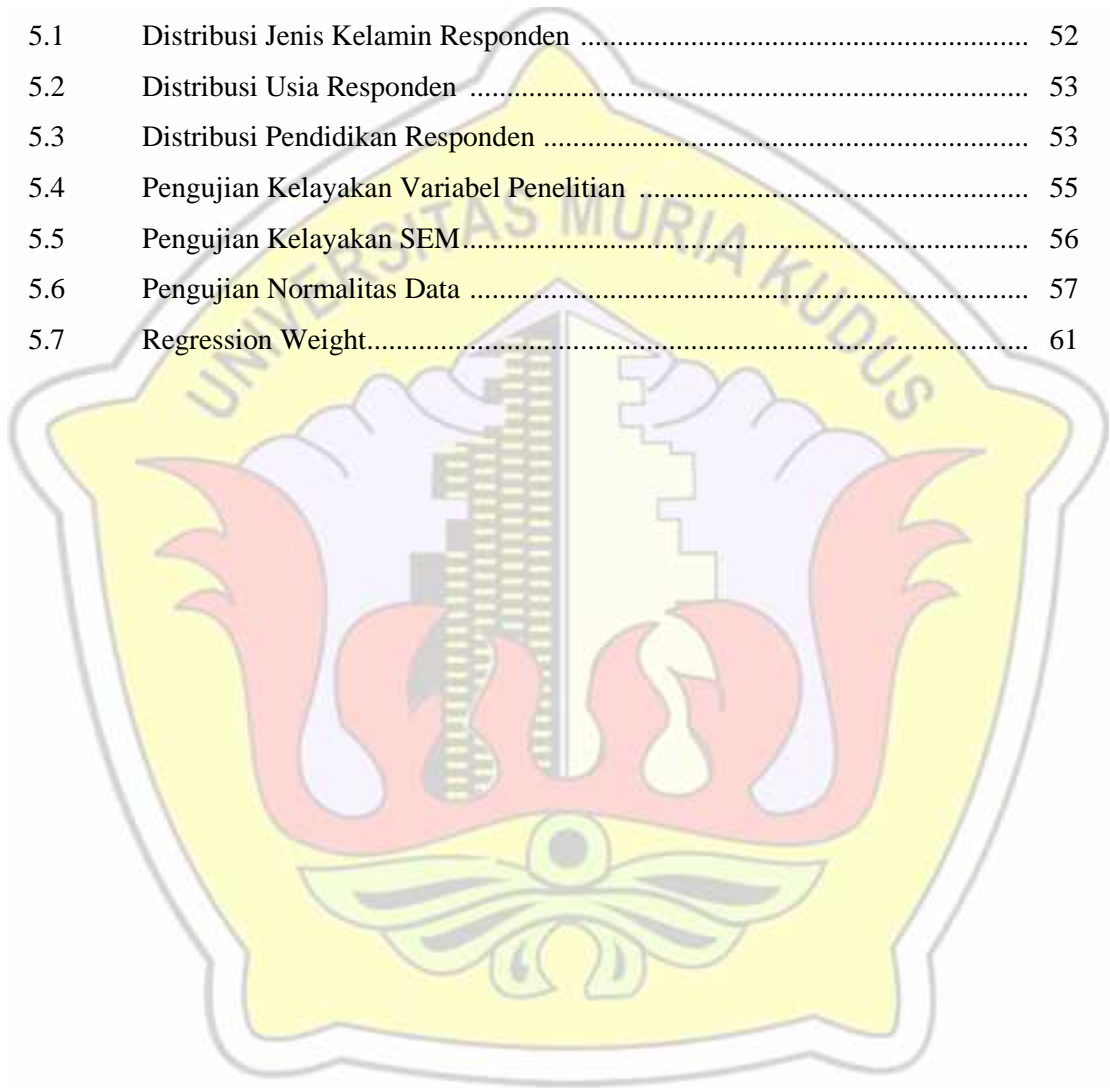 5.1 Distribusi Jenis Kelamin Responden ........................................................................... 52
5.2 Distribusi Usia Responden ........................................................................... 53
5.3 Distribusi Pendidikan Responden ........................................................................... 53
5.4 Pengujian Kelayakan Variabel Penelitian ........................................................................... 55
5.5 Pengujian Kelayakan SEM ........................................................................... 56
5.6 Pengujian Normalitas Data ........................................................................... 57
5.7 Regression Weight ........................................................................... 61
UNIVERSITAS MURIA KUDUS